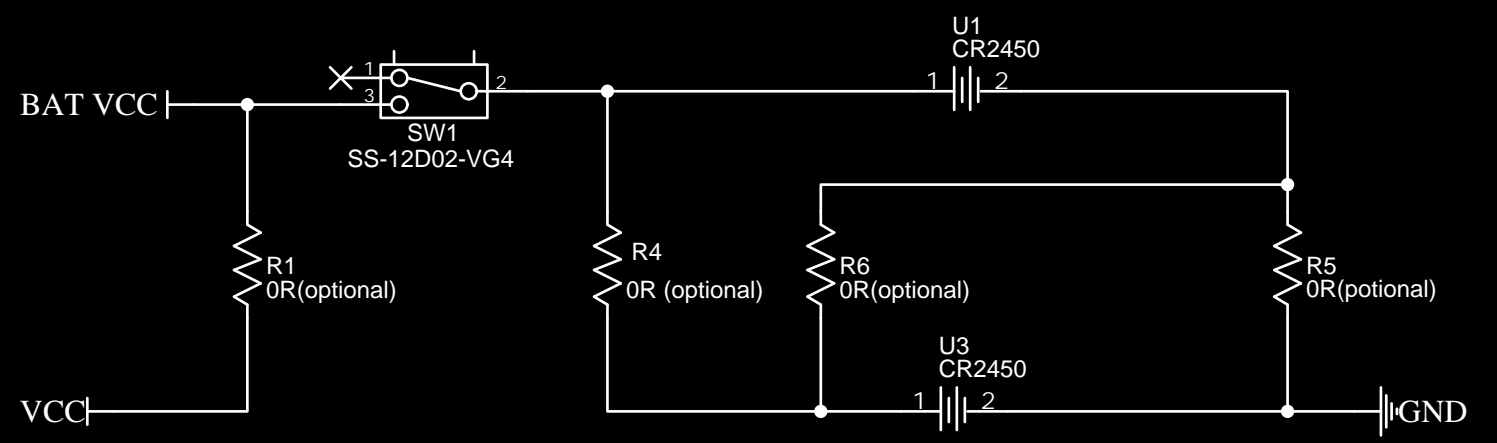 U1
CR2450
1
2
BAT VCC
1
2
3
SW1
SS-12D02-VG4
R1
0R(optional)
R4
0R (optional)
R6
0R(optional)
R5
0R(potional)
U3
CR2450
1
2
VCC
GND